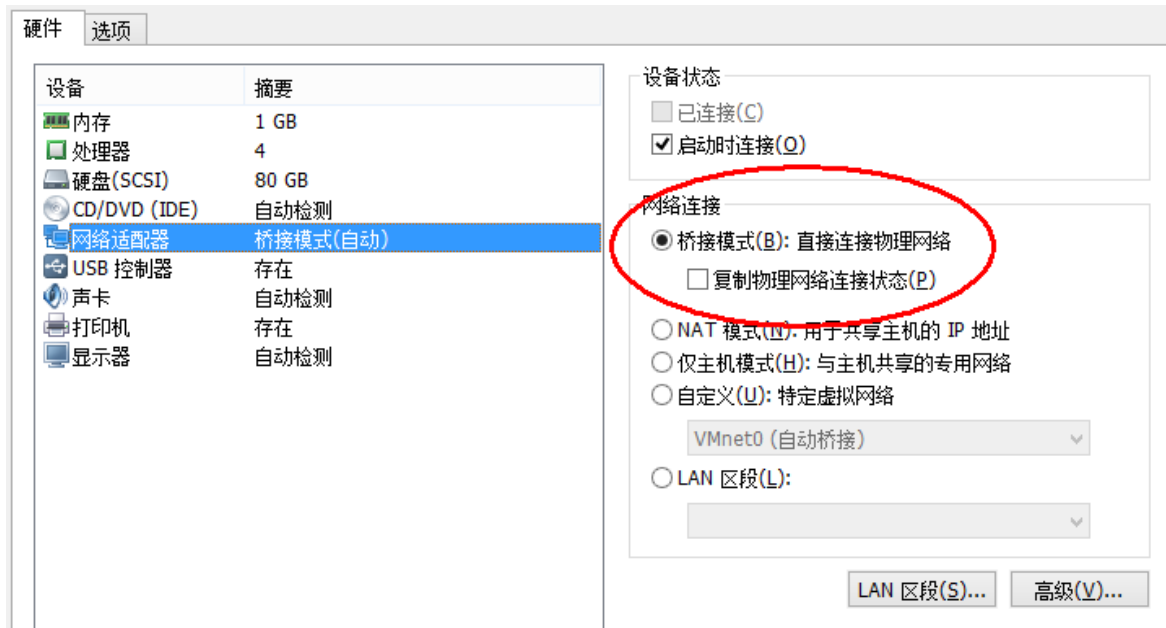 硬件 选项
设备 摘要
内存 1 GB
处理器 4
硬盘(SCSI) 80 GB
CD/DVD (IDE) 自动检测
网络适配器 桥接模式(自动)
USB 控制器 存在
声卡 自动检测
打印机 存在
显示器 自动检测
设备状态
已连接(C)
启动时连接(O)
网络连接
桥接模式(B): 直接连接物理网络
复制物理网络连接状态(P)
NAT 模式(N): 用于共享主机的 IP 地址
仅主机模式(H): 与主机共享的专用网络
自定义(U): 特定虚拟网络
VMnet0 (自动桥接)
LAN 区段(L):
LAN 区段(S)... 高级(V)...